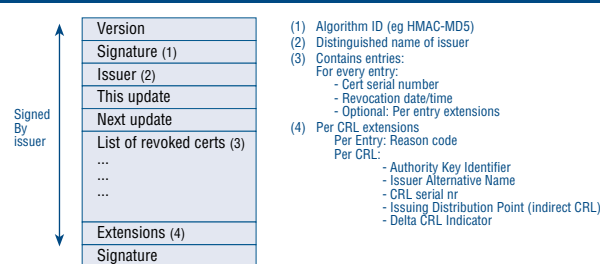 Signed
By
issuer
Version
Signature (1)
Issuer (2)
This update
Next update
List of revoked certs (3)
...
...
...
Extensions (4)
Signature
(1) Algorithm ID (eg HMAC-MD5)
(2) Distinguished name of issuer
(3) Contains entries:
For every entry:
- Cert serial number
- Revocation date/time
- Optional: Per entry extensions
(4) Per CRL extensions
Per Entry: Reason code
Per CRL:
- Authority Key Identifier
- Issuer Alternative Name
- CRL serial nr
- Issuing Distribution Point (indirect CRL)
- Delta CRL Indicator